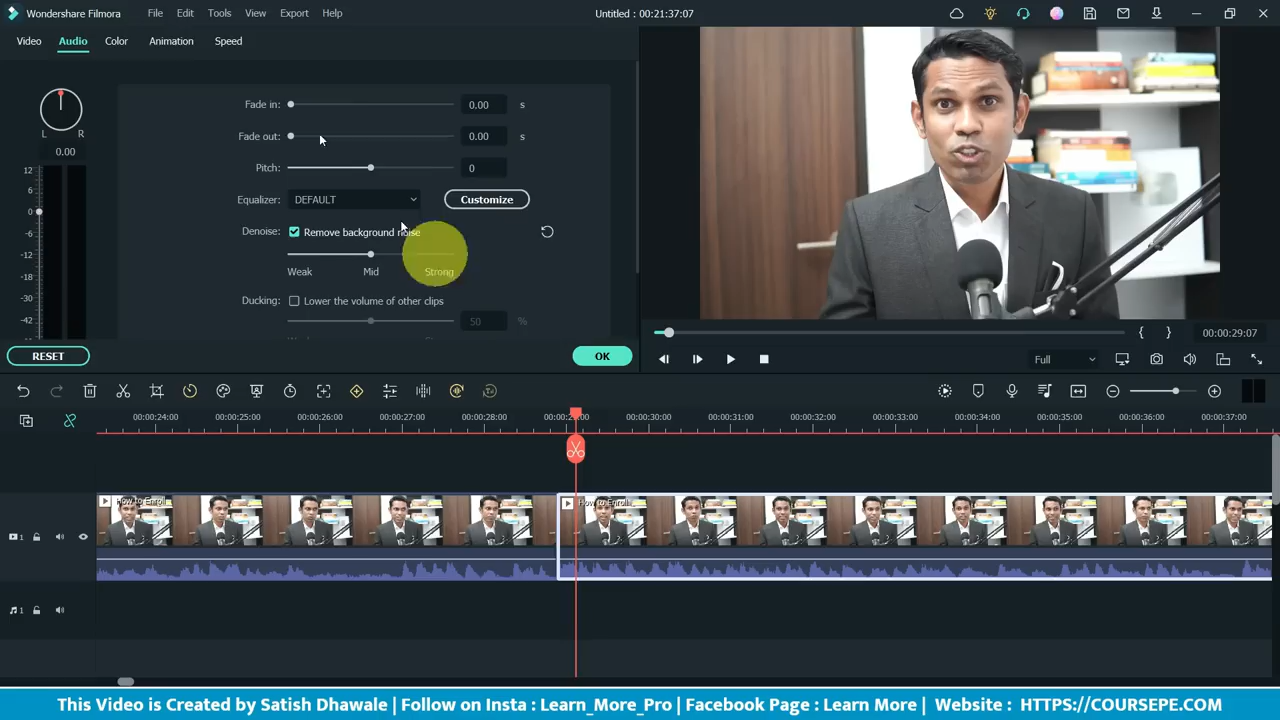 Wondershare Filmora File Edit Tools View Export Help Untitled : 00:21:37:07
Video Audio Color Animation Speed
Fade in: 0.00 s
Fade out: 0.00 s
L R
0.00
Pitch: 0
Equalizer: DEFAULT Customize
Denoise: Remove background noise
Weak Mid Strong
Ducking: Lower the volume of other clips
50 %
12
6
0
-6
-12
-18
-30
-42
RESET OK
00:00:29:07
Full
00:00:24:00 00:00:25:00 00:00:26:00 00:00:27:00 00:00:28:00 00:00:30:00 00:00:31:00 00:00:32:00 00:00:33:00 00:00:34:00 00:00:35:00 00:00:36:00 00:00:37:00
How to Enroll How to Enroll
1
1
This Video is Created by Satish Dhawale | Follow on Insta : Learn_More_Pro | Facebook Page : Learn More | Website : HTTPS://COURSEPE.COM